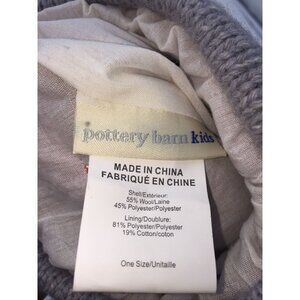 pottery barn kids
MADE IN CHINA
FABRIQUÉ EN CHINE
Shell/Exterieur:
55% Wool/Laine
45% Polyester/Polyester
Lining/Doublure:
81% Polyester/Polyester
19% Cotton/coton
One Size/Unitaille